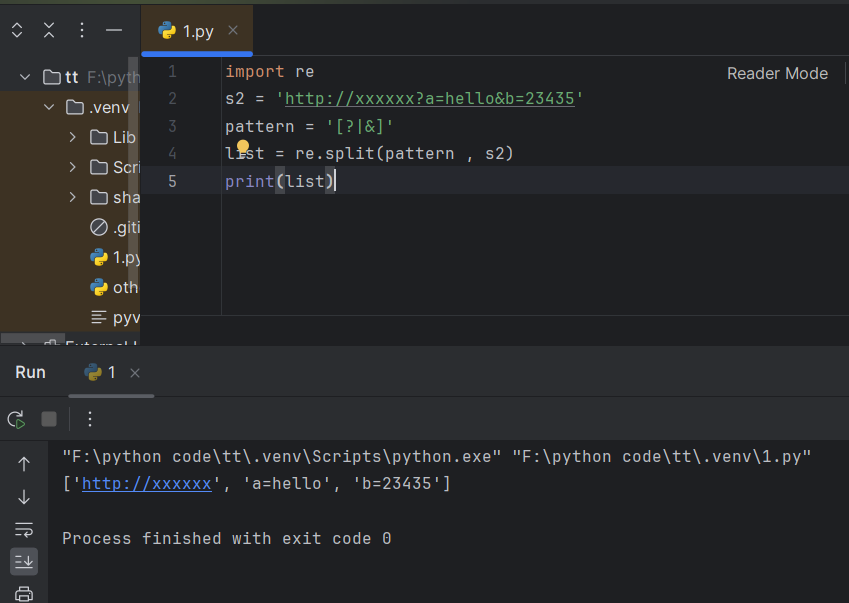 1.py
tt F:\pyth
.venv
Lib
Scri
sha
.giti
1.py
oth
pyv
Reader Mode
1 import re
2 s2 = 'http://xxxxxx?a=hello&b=23435'
3 pattern = '[?|&]'
4 list = re.split(pattern , s2)
5 print(list)
Run 1
"F:\python code\tt\.venv\Scripts\python.exe" "F:\python code\tt\.venv\1.py"
['http://xxxxxx', 'a=hello', 'b=23435']
Process finished with exit code 0